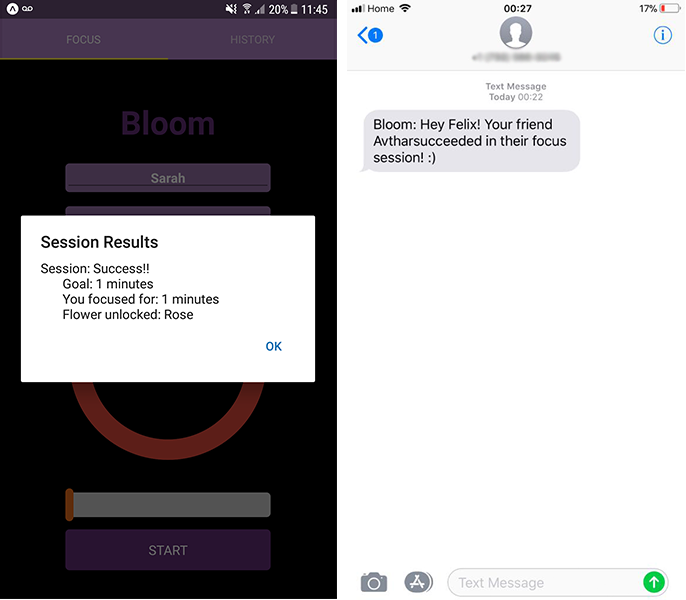 20% 11:45
FOCUS HISTORY
Bloom
Sarah
Session Results
Session: Success!!
Goal: 1 minutes
You focused for: 1 minutes
Flower unlocked: Rose
OK
START
Home 00:27 17%
1
Text Message
Today 00:22
Bloom: Hey Felix! Your friend
Avtharsucceeded in their focus
session! :)
Text Message